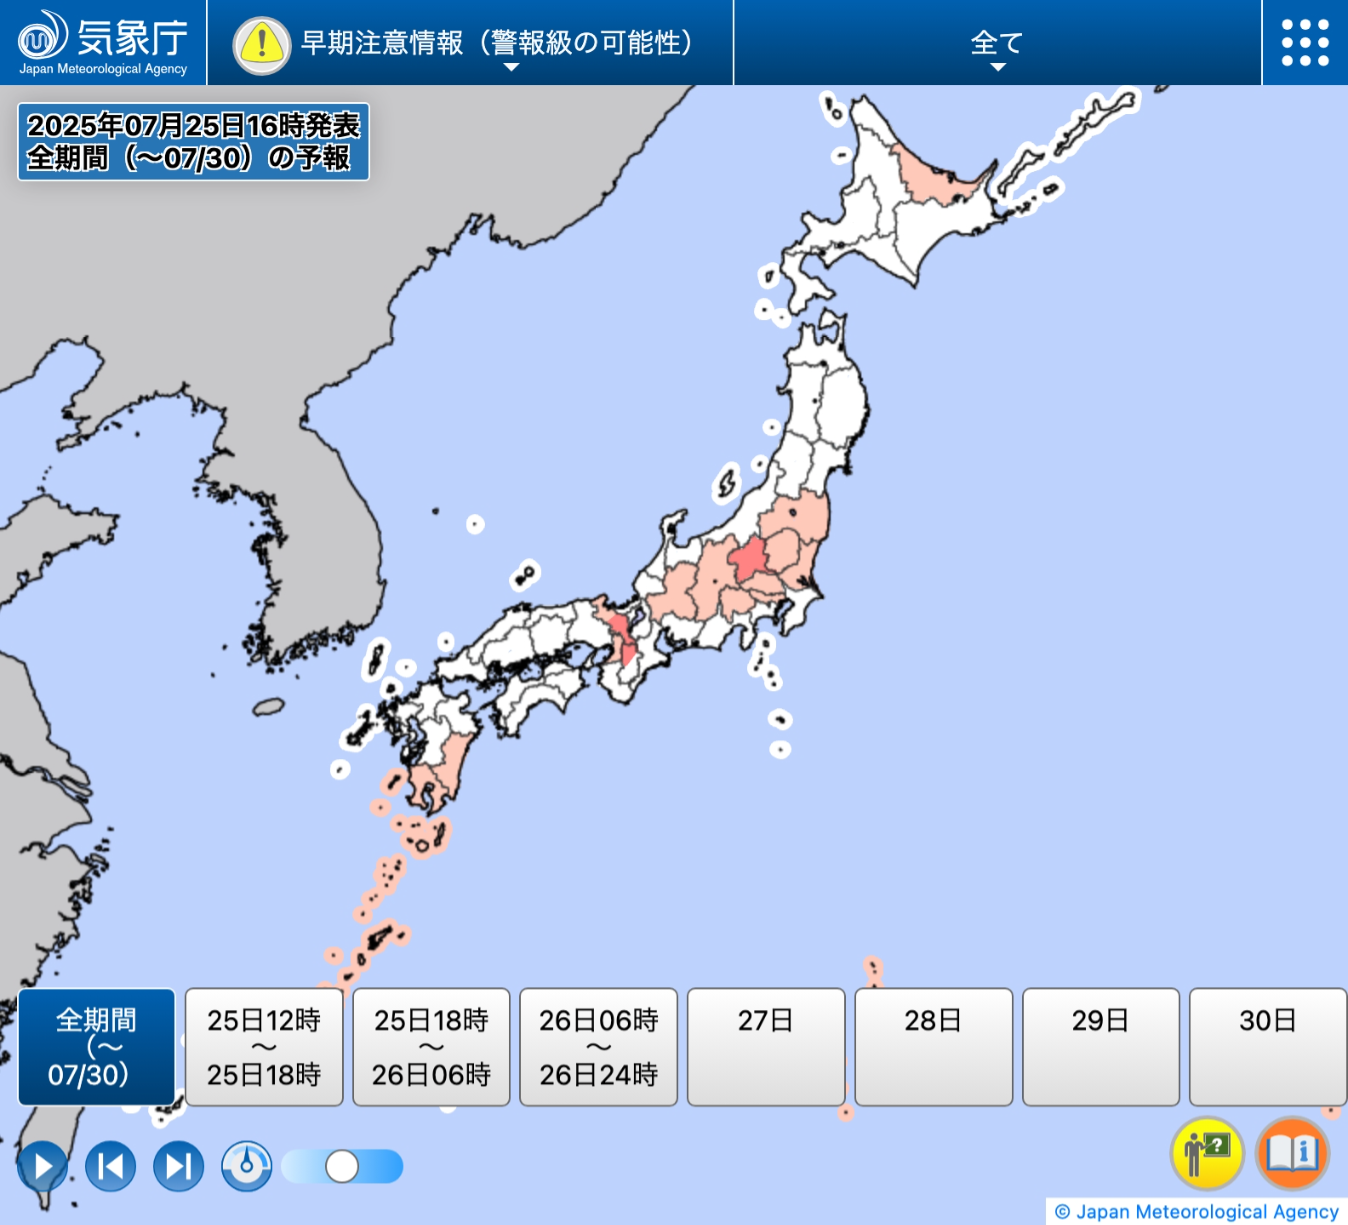 気象庁
Japan Meteorological Agency
早期注意情報（警報級の可能性）
全て
2025年07月25日16時発表
全期間（～07/30）の予報
全期間
（～
07/30）
25日12時
～
25日18時
25日18時
～
26日06時
26日06時
～
26日24時
27日
28日
29日
30日
?
i
© Japan Meteorological Agency